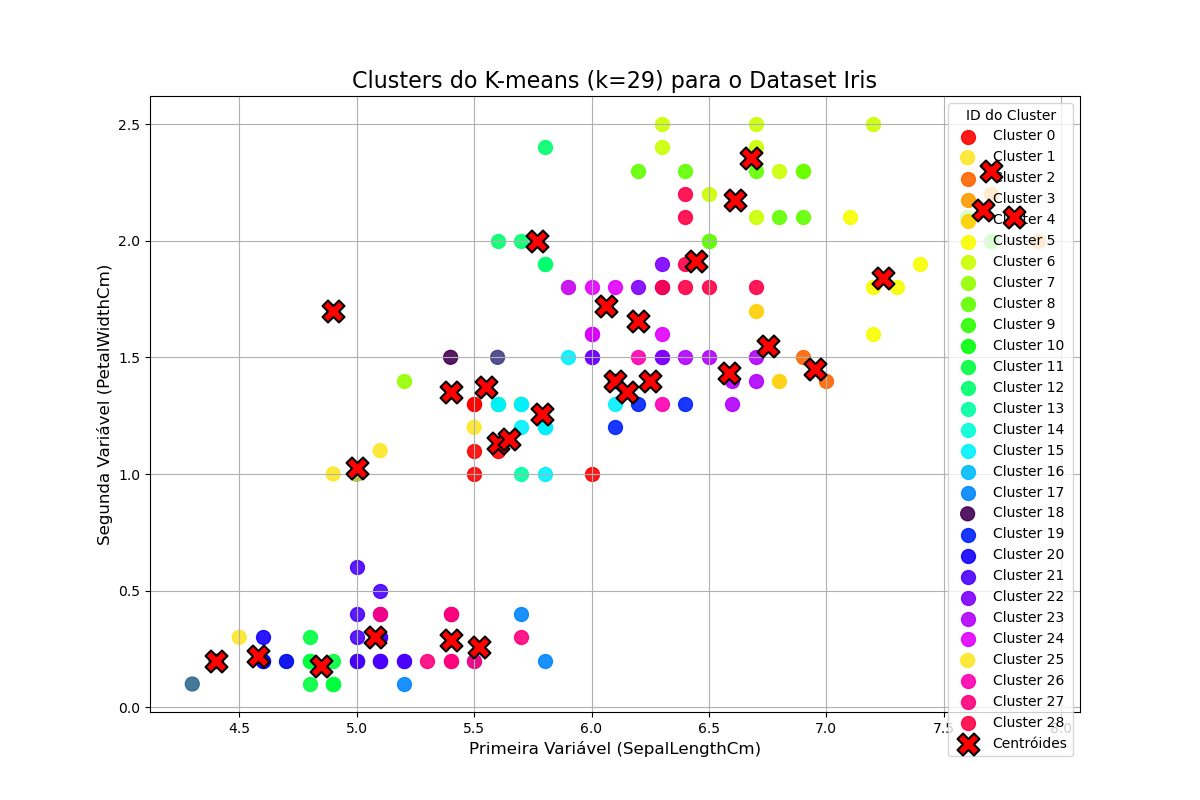 Clusters do K-means (k=29) para o Dataset Iris
Segunda Variável (PetalWidthCm)
2.5
2.0
1.5
1.0
0.5
0.0
4.5
5.0
5.5
6.0
6.5
7.0
7.5
8.0
Primeira Variável (SepalLengthCm)
ID do Cluster
Cluster 0
Cluster 1
Cluster 2
Cluster 3
Cluster 4
Cluster 5
Cluster 6
Cluster 7
Cluster 8
Cluster 9
Cluster 10
Cluster 11
Cluster 12
Cluster 13
Cluster 14
Cluster 15
Cluster 16
Cluster 17
Cluster 18
Cluster 19
Cluster 20
Cluster 21
Cluster 22
Cluster 23
Cluster 24
Cluster 25
Cluster 26
Cluster 27
Cluster 28
Centróides